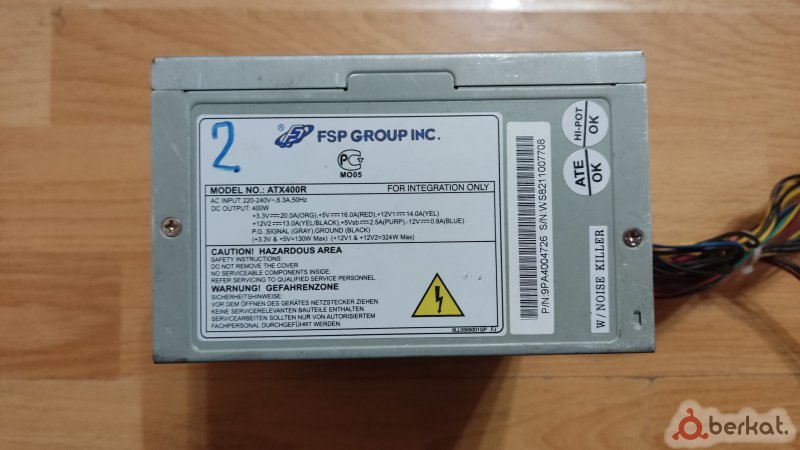 2
FSP GROUP INC.
PG
MO05
MODEL NO.: ATX400R FOR INTEGRATION ONLY
AC INPUT: 220-240V~,6.3A,50Hz
DC OUTPUT: 400W
+3.3V⎓20.0A(ORG),+5V⎓16.0A(RED),+12V1⎓14.0A(YEL)
+12V2⎓13.0A(YEL/BLACK),+5Vsb⎓2.5A(PURP),-12V⎓0.8A(BLUE)
P.G. SIGNAL (GRAY),GROUND (BLACK)
(+3.3V & +5V=130W Max) (+12V1 & +12V2=324W Max)
CAUTION! HAZARDOUS AREA
SAFETY INSTRUCTIONS:
DO NOT REMOVE THE COVER
NO SERVICEABLE COMPONENTS INSIDE.
REFER SERVICING TO QUALIFIED SERVICE PERSONNEL.
WARNUNG! GEFAHRENZONE
SICHERHEITSHINWEISE:
VOR DEM ÖFFNEN DES GERÄTES NETZSTECKER ZIEHEN
KEINE SERVICERELEVANTEN BAUTEILE ENTHALTEN.
SERVICEARBEITEN SOLLTEN NUR VON AUTORISIERTEM
FACHPERSONAL DURCHGEFÜHRT WERDEN.
P/N:9PA4004726 S/N:WS8211007708
HI-POT
OK
ATE
OK
W/NOISE KILLER
berkat.